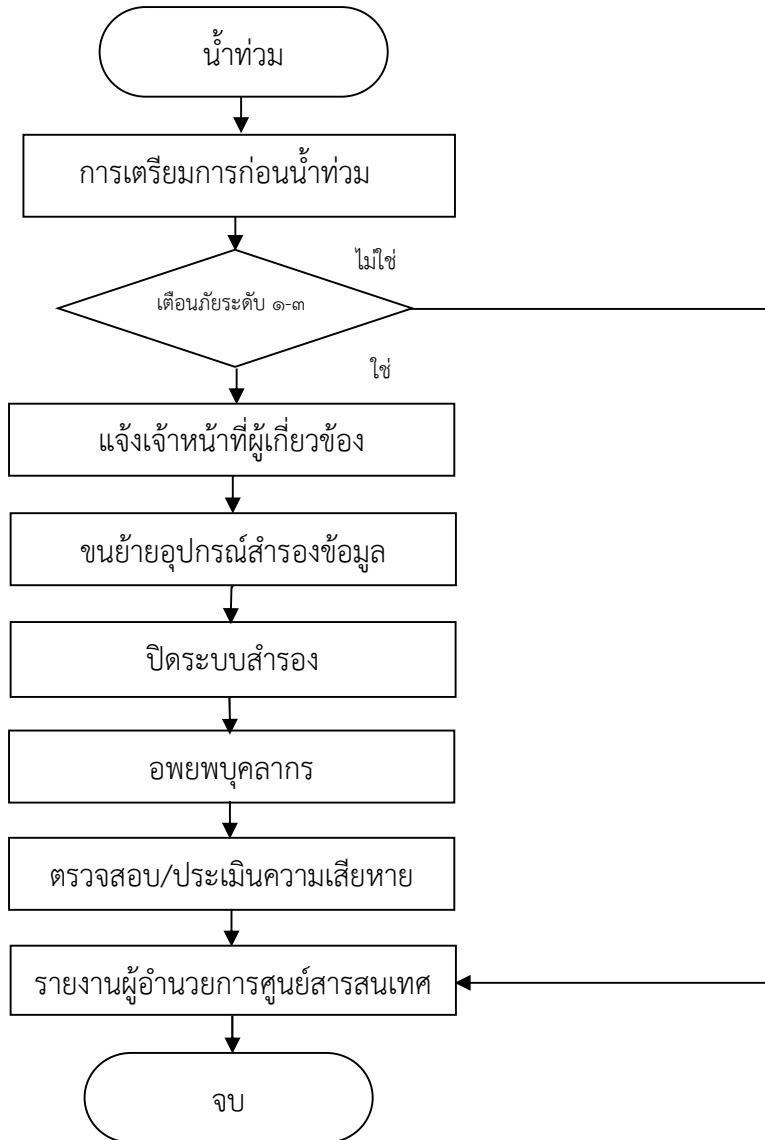 น้ำท่วม
การเตรียมการก่อนน้ำท่วม
ไม่ใช่
เตือนภัยระดับ ๑-๓
ใช่
แจ้งเจ้าหน้าที่ผู้เกี่ยวข้อง
ขนย้ายอุปกรณ์สำรองข้อมูล
ปิดระบบสำรอง
อพยพบุคลากร
ตรวจสอบ/ประเมินความเสียหาย
รายงานผู้อำนวยการศูนย์สารสนเทศ
จบ